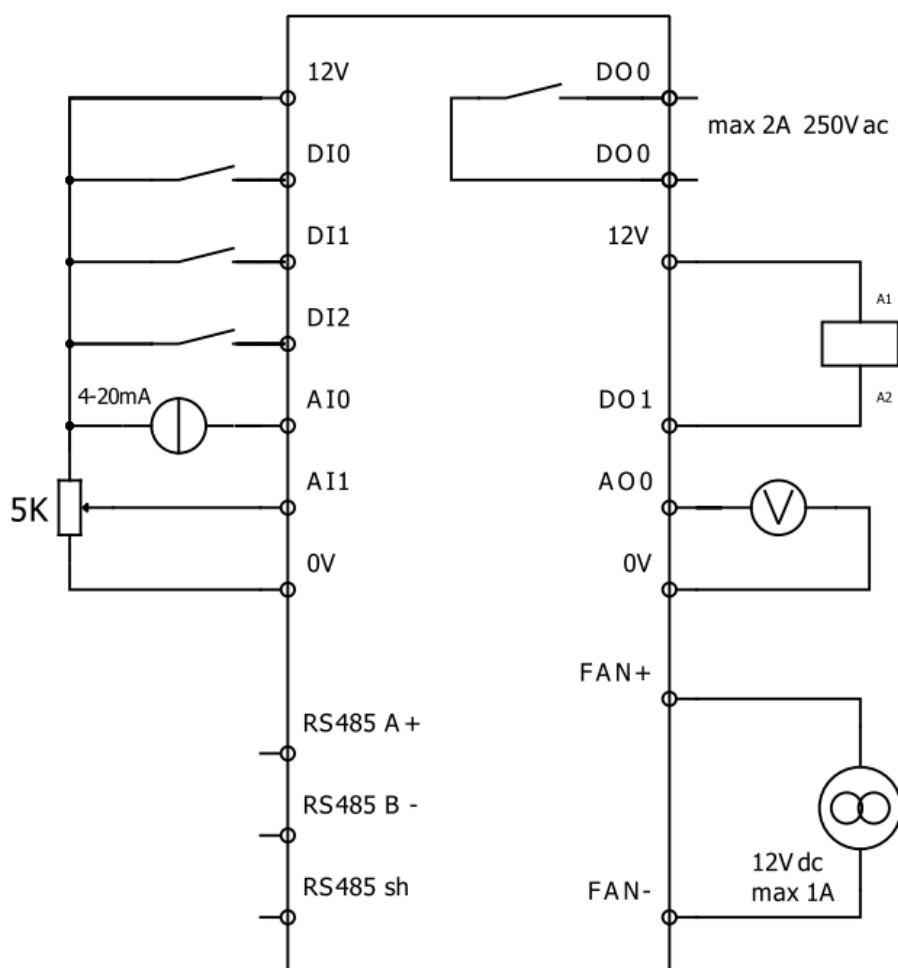 12V
DO0
max 2A 250V ac
DI0
DO0
DI1
12V
A1
DI2
4-20mA
AI0
DO1
A2
AI1
AO0
5K
V
0V
0V
FAN+
RS485 A+
RS485 B -
12V dc
max 1A
RS485 sh
FAN-